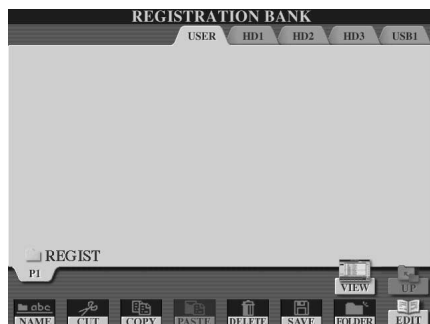 REGISTRATION BANK
USER HD1 HD2 HD3 USB1
REGIST
P1
VIEW UP
abc
NAME CUT COPY PASTE DELETE SAVE FOLDER EDIT